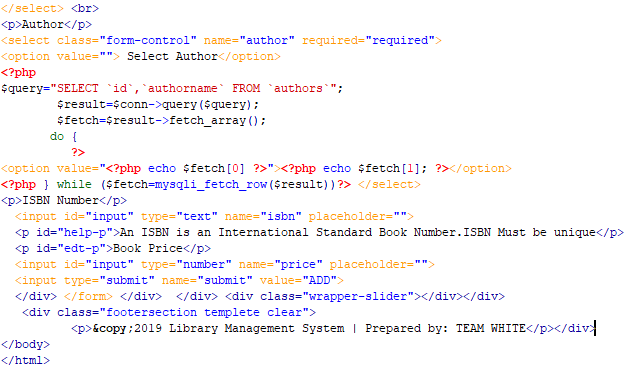 </select> <br>
<p>Author</p>
<select class="form-control" name="author" required="required">
<option value=""> Select Author</option>
<?php
$query="SELECT `id`,`authorname` FROM `authors`";
$result=$conn->query($query);
$fetch=$result->fetch_array();
do {
?>
<option value="<?php echo $fetch[0] ?>"><?php echo $fetch[1]; ?></option>
<?php } while ($fetch=mysqli_fetch_row($result))?> </select>
<p>ISBN Number</p>
<input id="input" type="text" name="isbn" placeholder="">
<p id="help-p">An ISBN is an International Standard Book Number.ISBN Must be unique</p>
<p id="edt-p">Book Price</p>
<input id="input" type="number" name="price" placeholder="">
<input type="submit" name="submit" value="ADD">
</div> </form> </div>  </div> <div class="wrapper-slider"></div></div>
<div class="footersection templete clear">
<p>&copy;2019 Library Management System | Prepared by: TEAM WHITE</p></div>
</body>
</html>